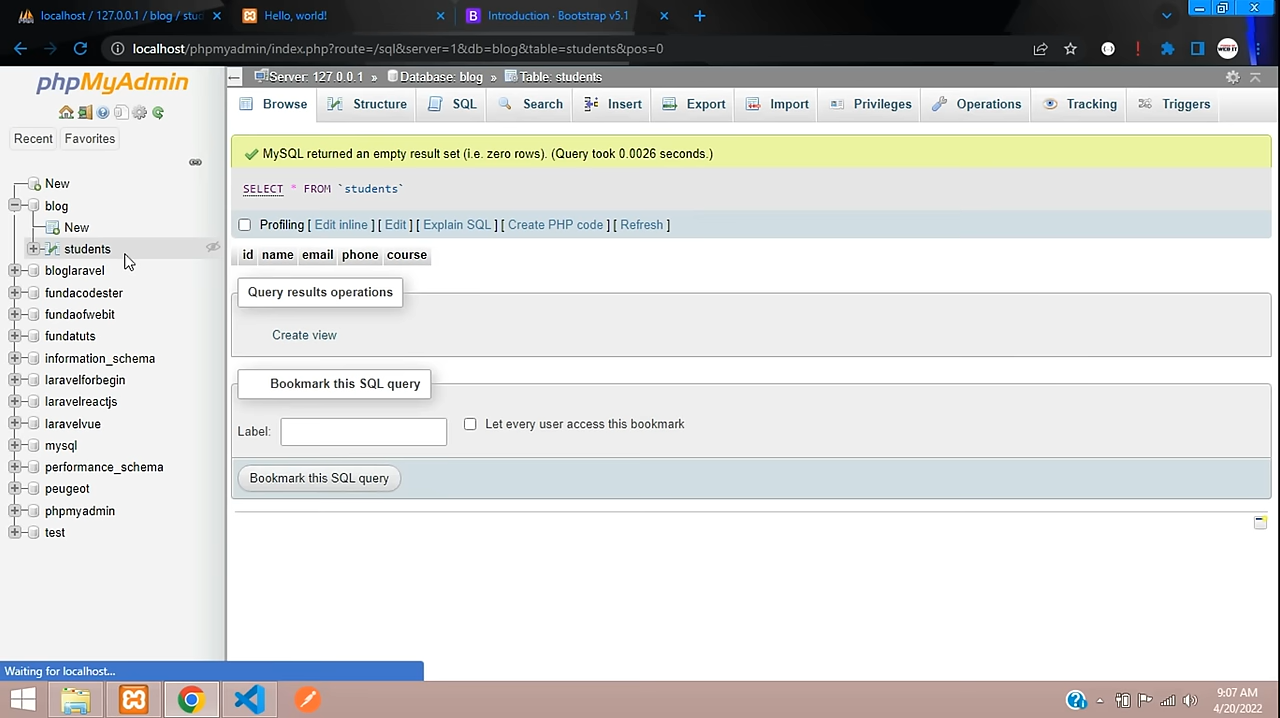 localhost / 127.0.0.1 / blog / stud
Hello, world!
B Introduction · Bootstrap v5.1
localhost/phpmyadmin/index.php?route=/sql&server=1&db=blog&table=students&pos=0
phpMyAdmin
Server: 127.0.0.1 » Database: blog » Table: students
Browse Structure SQL Search Insert Export Import Privileges Operations Tracking Triggers
Recent Favorites
New
blog
New
students
bloglaravel
fundacodester
fundaofwebit
fundatuts
information_schema
laravelforbegin
laravelreactjs
laravelvue
mysql
performance_schema
peugeot
phpmyadmin
test
MySQL returned an empty result set (i.e. zero rows). (Query took 0.0026 seconds.)
SELECT * FROM `students`
Profiling [ Edit inline ] [ Edit ] [ Explain SQL ] [ Create PHP code ] [ Refresh ]
id name email phone course
Query results operations
Create view
Bookmark this SQL query
Label:
Let every user access this bookmark
Bookmark this SQL query
Waiting for localhost...
9:07 AM
4/20/2022